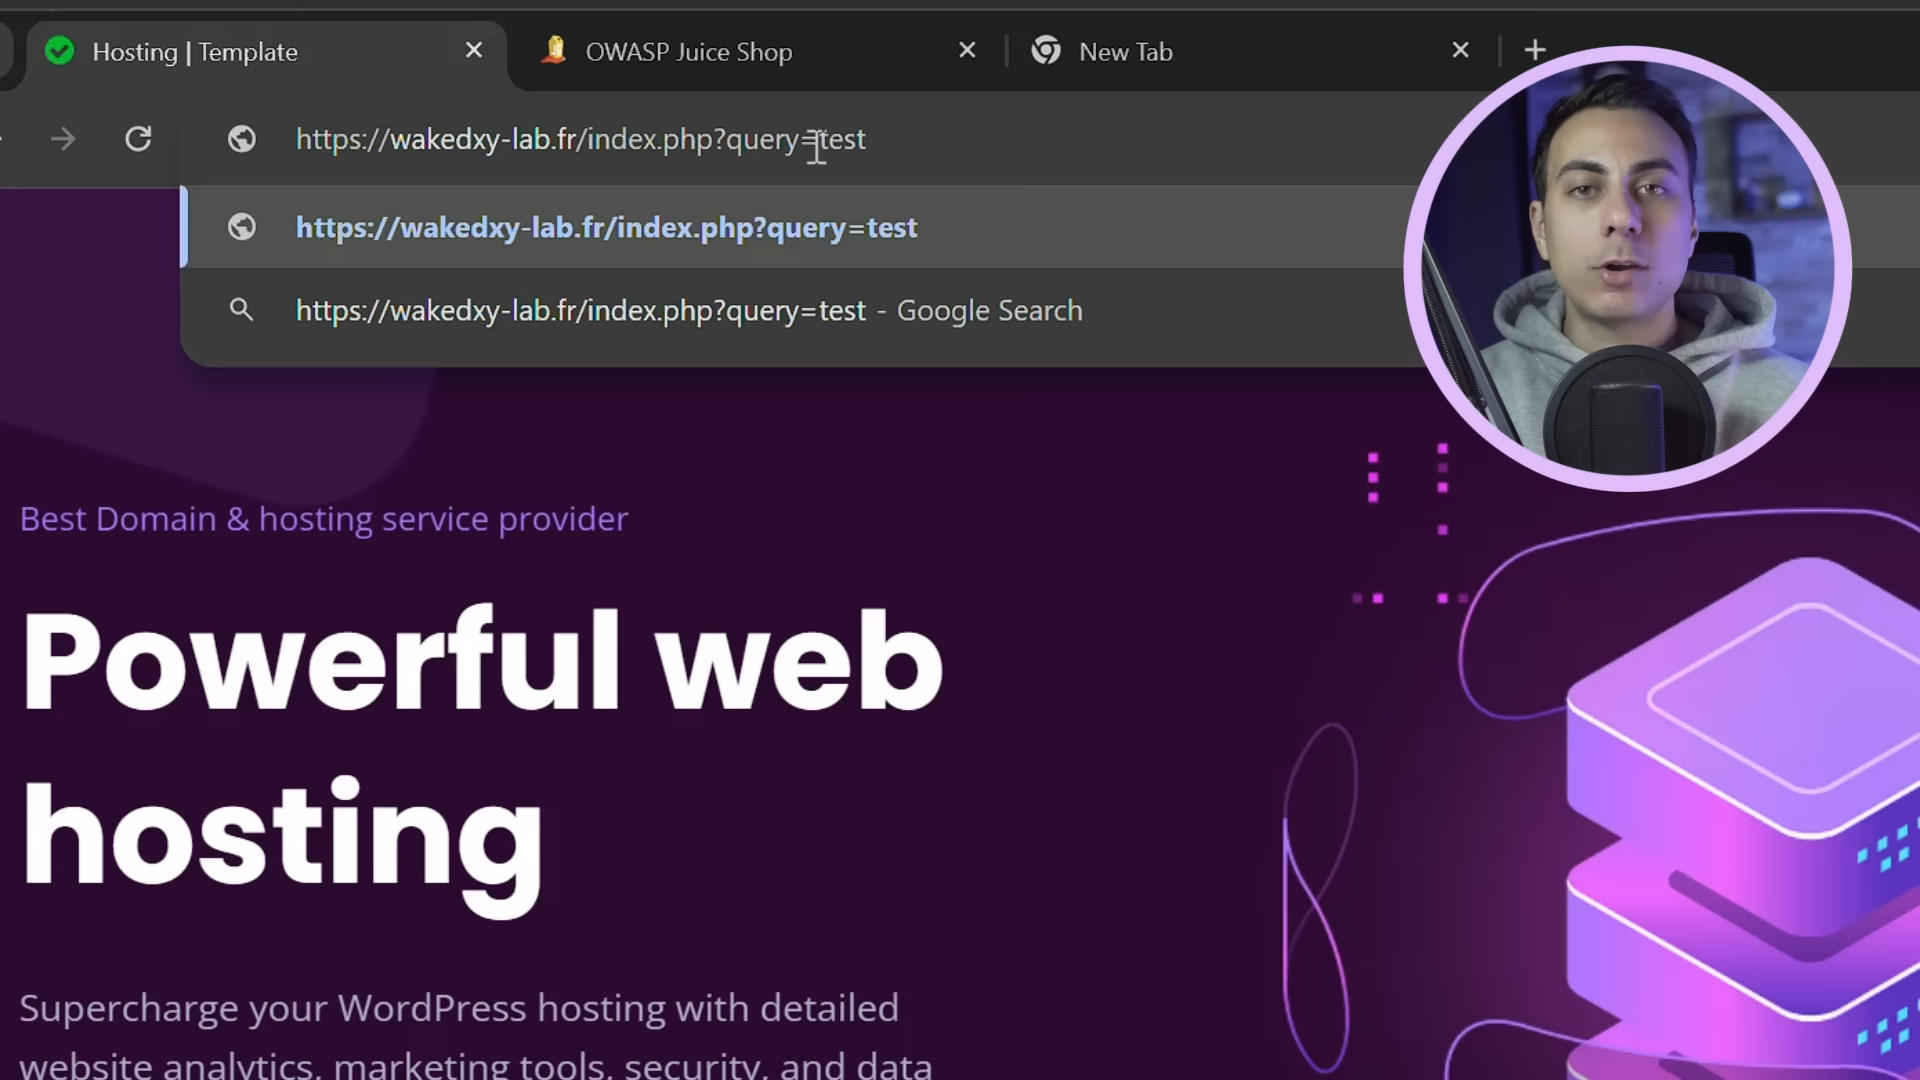 Hosting | Template
OWASP Juice Shop
New Tab
https://wakedxy-lab.fr/index.php?query=test
https://wakedxy-lab.fr/index.php?query=test
https://wakedxy-lab.fr/index.php?query=test - Google Search
Best Domain & hosting service provider
Powerful web
hosting
Supercharge your WordPress hosting with detailed
website analytics, marketing tools, security, and data